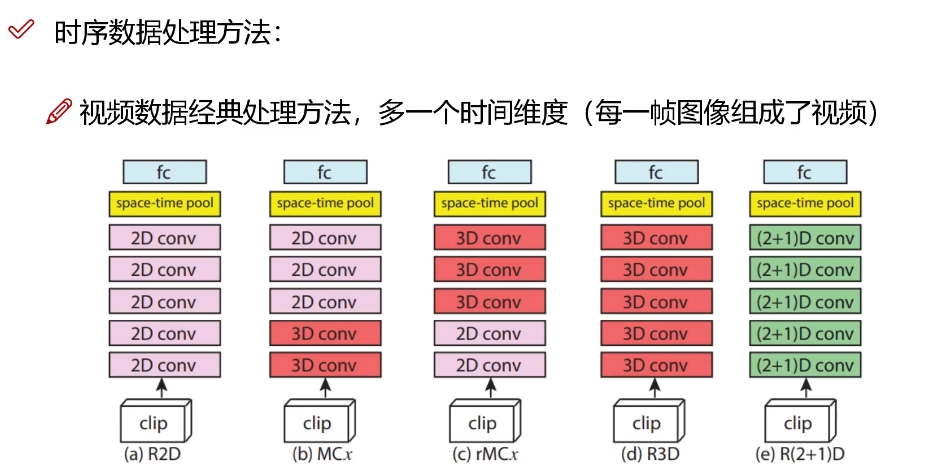 时序数据处理方法：
视频数据经典处理方法，多一个时间维度（每一帧图像组成了视频）
fc fc fc fc fc
space-time pool space-time pool space-time pool space-time pool space-time pool
2D conv 2D conv 3D conv 3D conv (2+1)D conv
2D conv 2D conv 3D conv 3D conv (2+1)D conv
2D conv 2D conv 3D conv 3D conv (2+1)D conv
2D conv 3D conv 2D conv 3D conv (2+1)D conv
2D conv 3D conv 2D conv 3D conv (2+1)D conv
clip clip clip clip clip
(a) R2D (b) MCx (c) rMCx (d) R3D (e) R(2+1)D